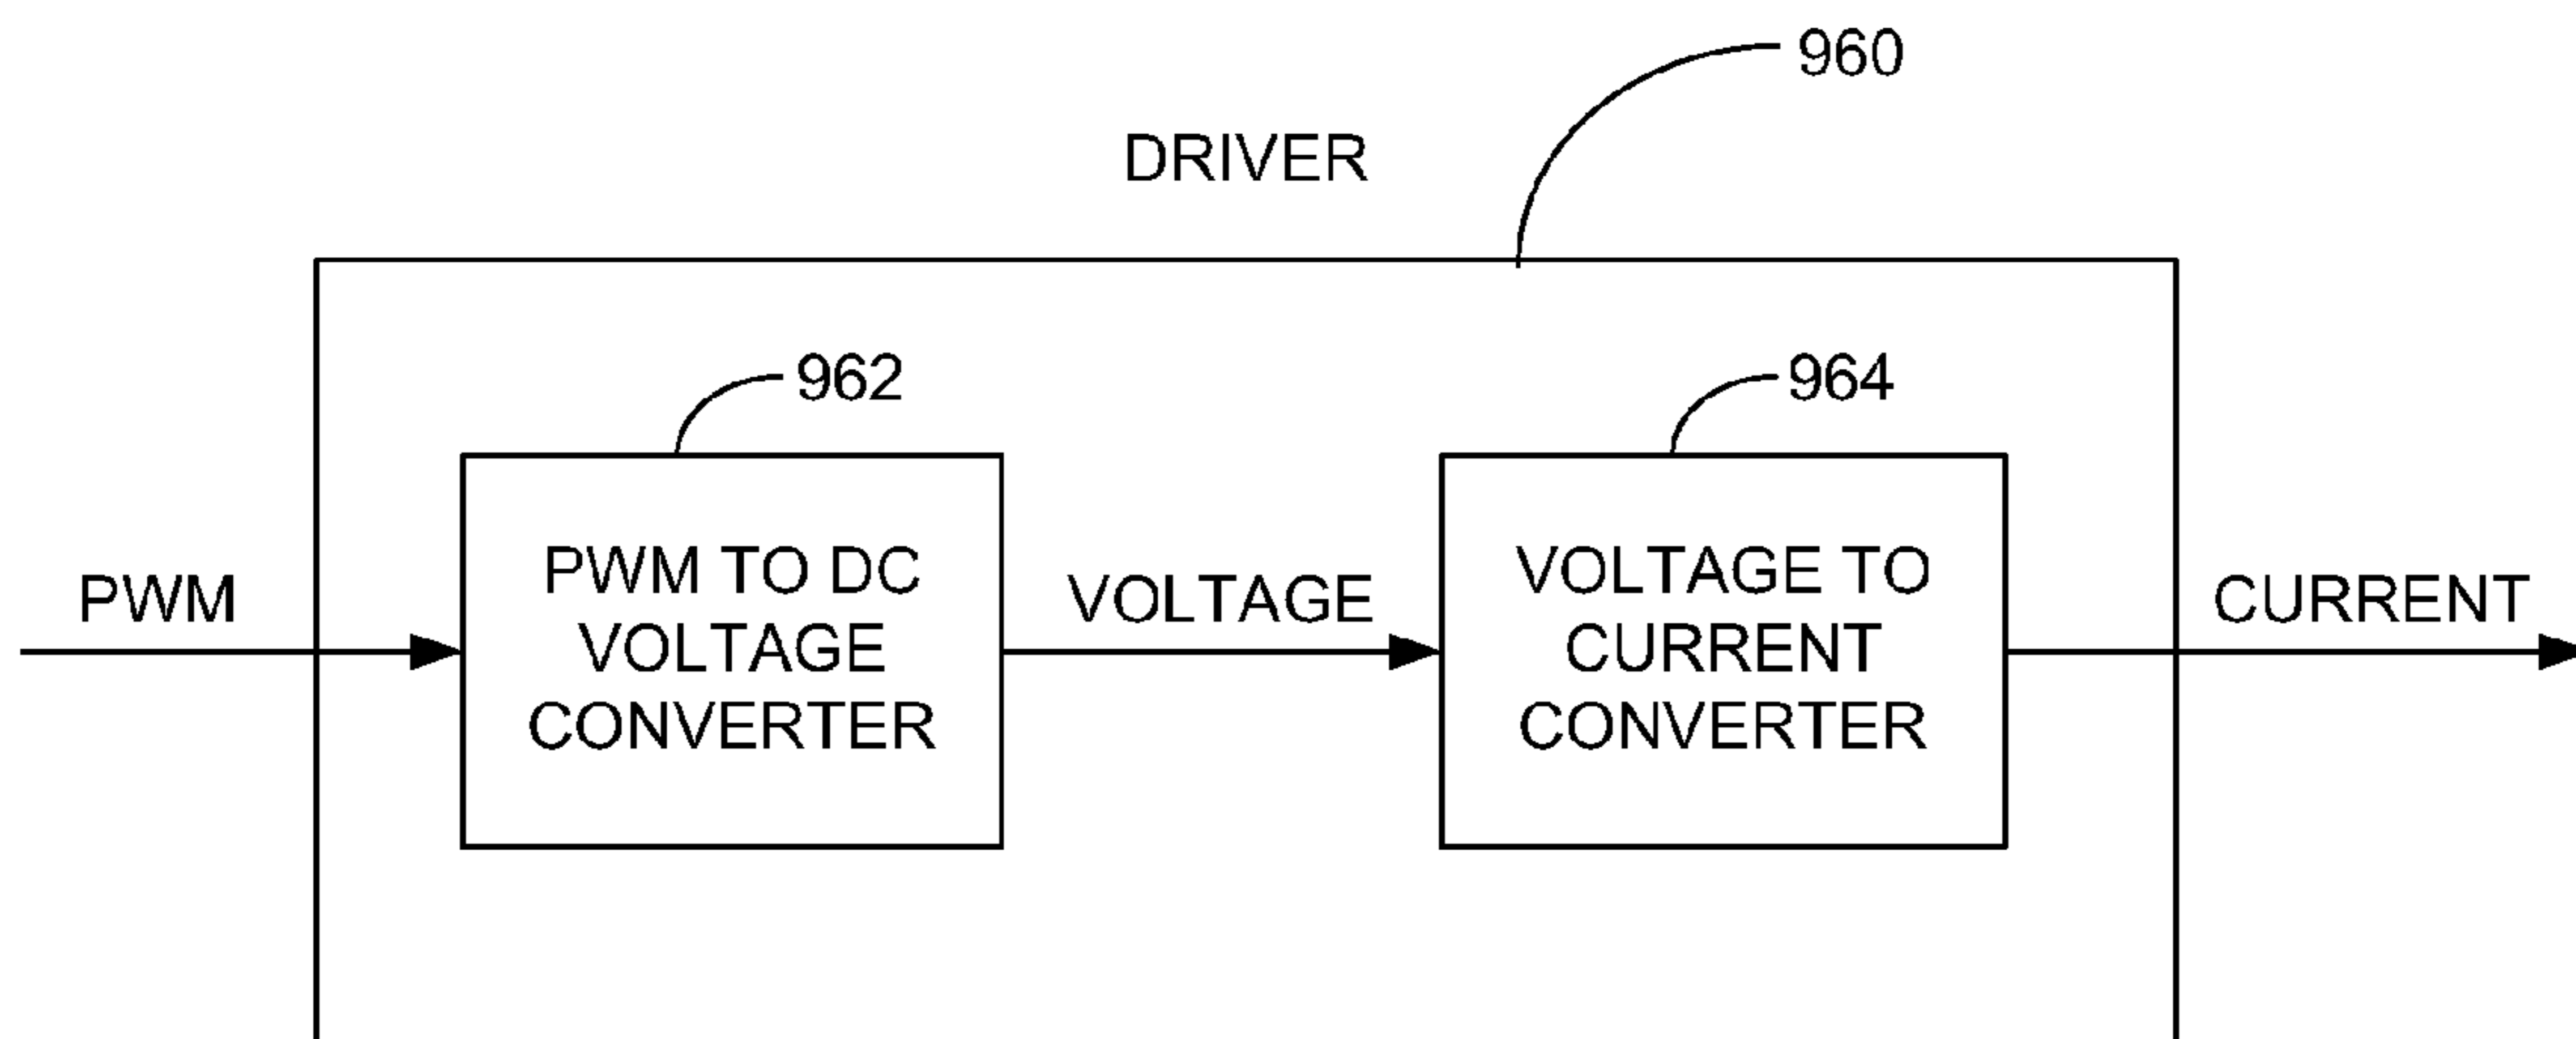 960
DRIVER
962
964
PWM
PWM TO DC
VOLTAGE
CONVERTER
VOLTAGE
VOLTAGE TO
CURRENT
CONVERTER
CURRENT